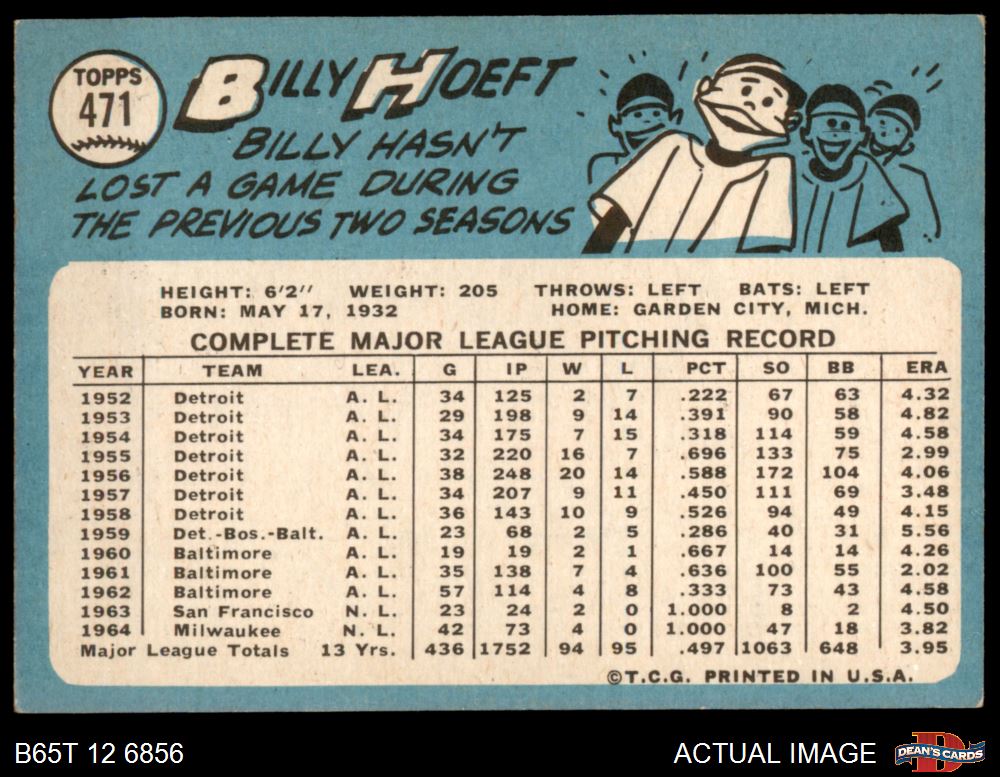 TOPPS
471
BILLY HOEFT
BILLY HASN'T
LOST A GAME DURING
THE PREVIOUS TWO SEASONS
HEIGHT: 6'2" WEIGHT: 205 THROWS: LEFT BATS: LEFT
BORN: MAY 17, 1932 HOME: GARDEN CITY, MICH.
COMPLETE MAJOR LEAGUE PITCHING RECORD
YEAR TEAM LEA. G IP W L PCT SO BB ERA
1952 Detroit A. L. 34 125 2 7 .222 67 63 4.32
1953 Detroit A. L. 29 198 9 14 .391 90 58 4.82
1954 Detroit A. L. 34 175 7 15 .318 114 59 4.58
1955 Detroit A. L. 32 220 16 7 .696 133 75 2.99
1956 Detroit A. L. 38 248 20 14 .588 172 104 4.06
1957 Detroit A. L. 34 207 9 11 .450 111 69 3.48
1958 Detroit A. L. 36 143 10 9 .526 94 49 4.15
1959 Det.-Bos.-Balt. A. L. 23 68 2 5 .286 40 31 5.56
1960 Baltimore A. L. 19 19 2 1 .667 14 14 4.26
1961 Baltimore A. L. 35 138 7 4 .636 100 55 2.02
1962 Baltimore A. L. 57 114 4 8 .333 73 43 4.58
1963 San Francisco N. L. 23 24 2 0 1.000 8 2 4.50
1964 Milwaukee N. L. 42 73 4 0 1.000 47 18 3.82
Major League Totals 13 Yrs. 436 1752 94 95 .497 1063 648 3.95
©T.C.G. PRINTED IN U.S.A.
B65T 12 6856 ACTUAL IMAGE DEAN'S CARDS